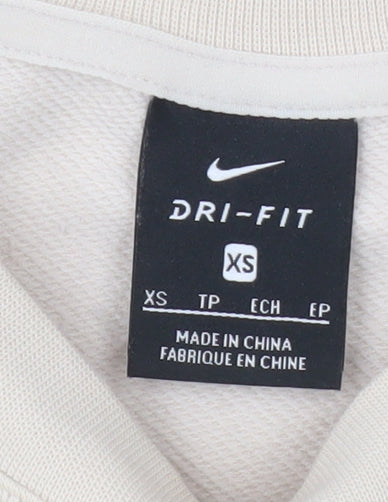 DRI-FIT
XS
XS TP ECH EP
MADE IN CHINA
FABRIQUE EN CHINE